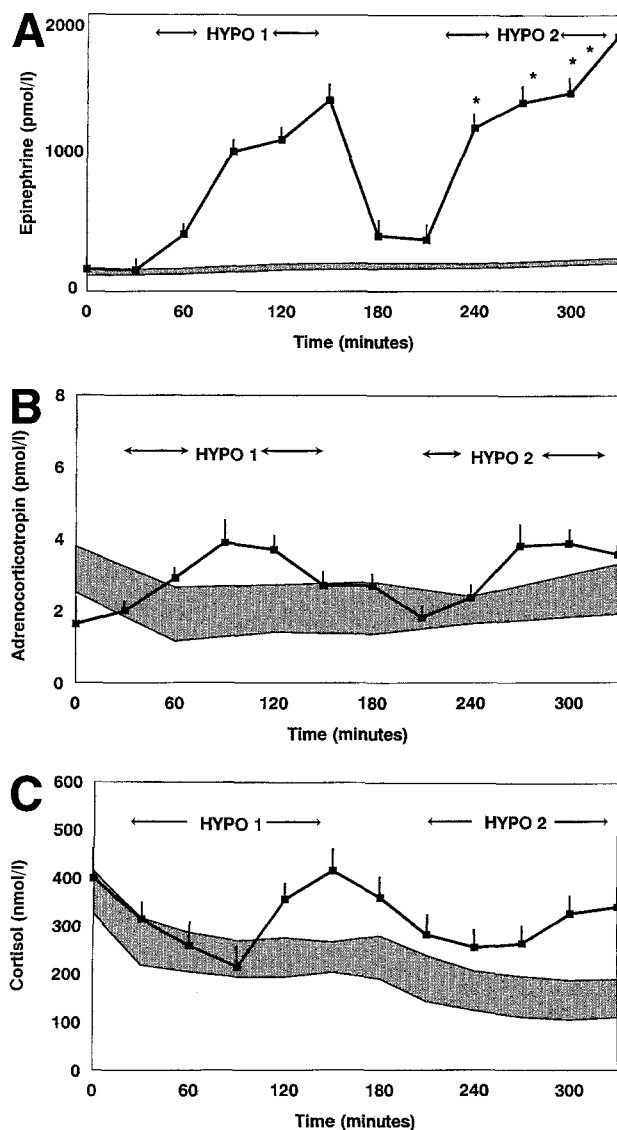 A
Epinephrine (pmol/l)
2000
1000
0
HYPO 1
HYPO 2
*
*
*
*
0 60 120 180 240 300
Time (minutes)
B
Adrenocorticotropin (pmol/l)
8
6
4
2
0
HYPO 1
HYPO 2
0 60 120 180 240 300
Time (minutes)
C
Cortisol (nmol/l)
600
500
400
300
200
100
0
HYPO 1
HYPO 2
0 60 120 180 240 300
Time (minutes)